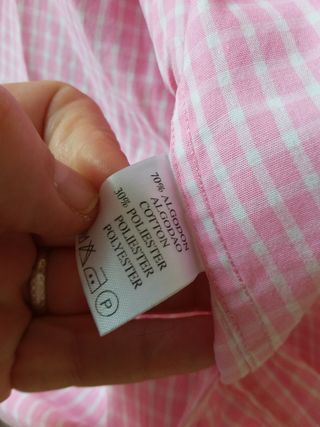 70% ALGODON
ALGODAO
COTTON
30% POLIESTER
POLIESTER
POLYESTER
P